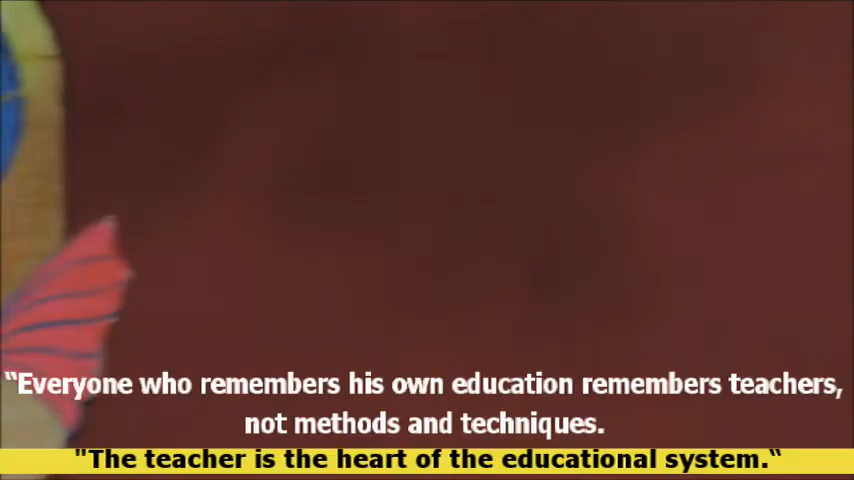 “Everyone who remembers his own education remembers teachers,
not methods and techniques.
"The teacher is the heart of the educational system.“